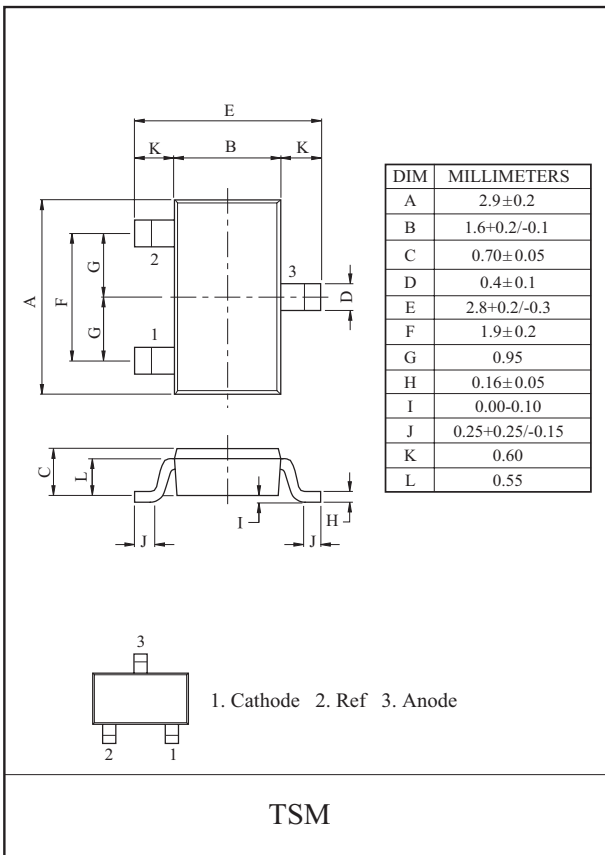 E
K B K
DIM MILLIMETERS
A 2.9±0.2
B 1.6+0.2/-0.1
C 0.70±0.05
D 0.4±0.1
E 2.8+0.2/-0.3
F 1.9±0.2
G 0.95
H 0.16±0.05
I 0.00-0.10
J 0.25+0.25/-0.15
K 0.60
L 0.55
2
3
G
A
F
D
G
1
C
L
I
H
J
J
3
1. Cathode 2. Ref 3. Anode
2 1
TSM